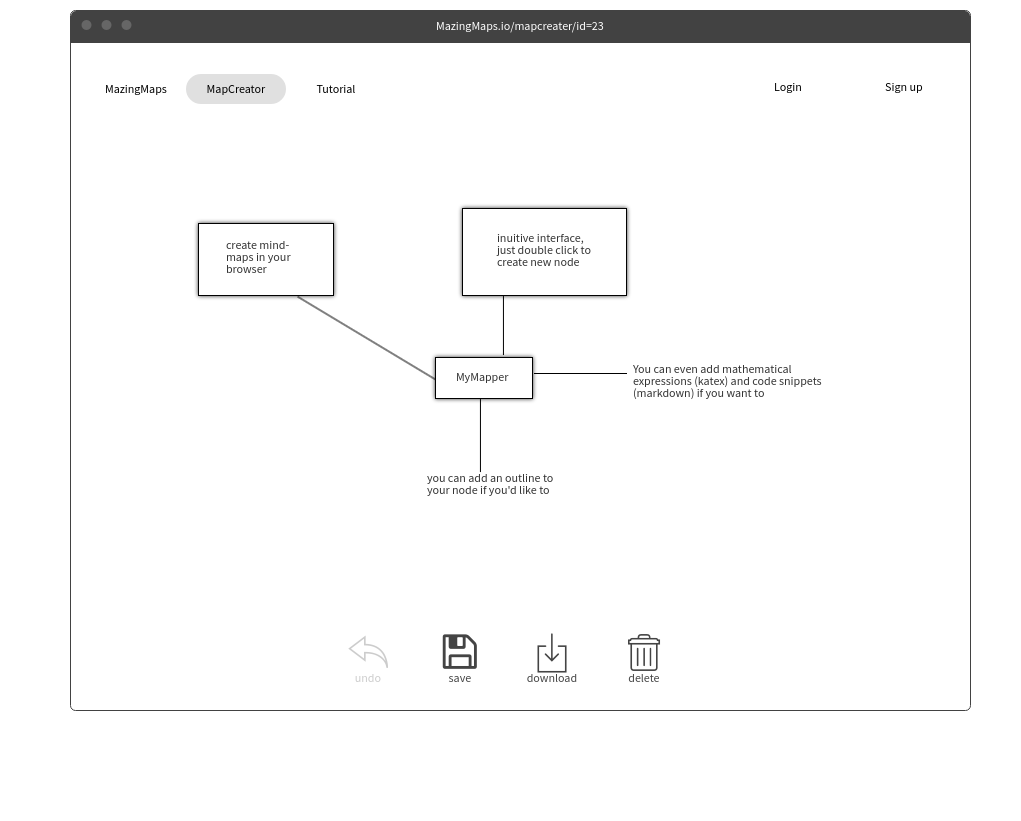 MazingMaps.io/mapcreater/id=23
MazingMaps
MapCreator
Tutorial
Login
Sign up
create mind-
maps in your
browser
inuitive interface,
just double click to
create new node
MyMapper
You can even add mathematical
expressions (katex) and code snippets
(markdown) if you want to
you can add an outline to
your node if you'd like to
undo
save
download
delete